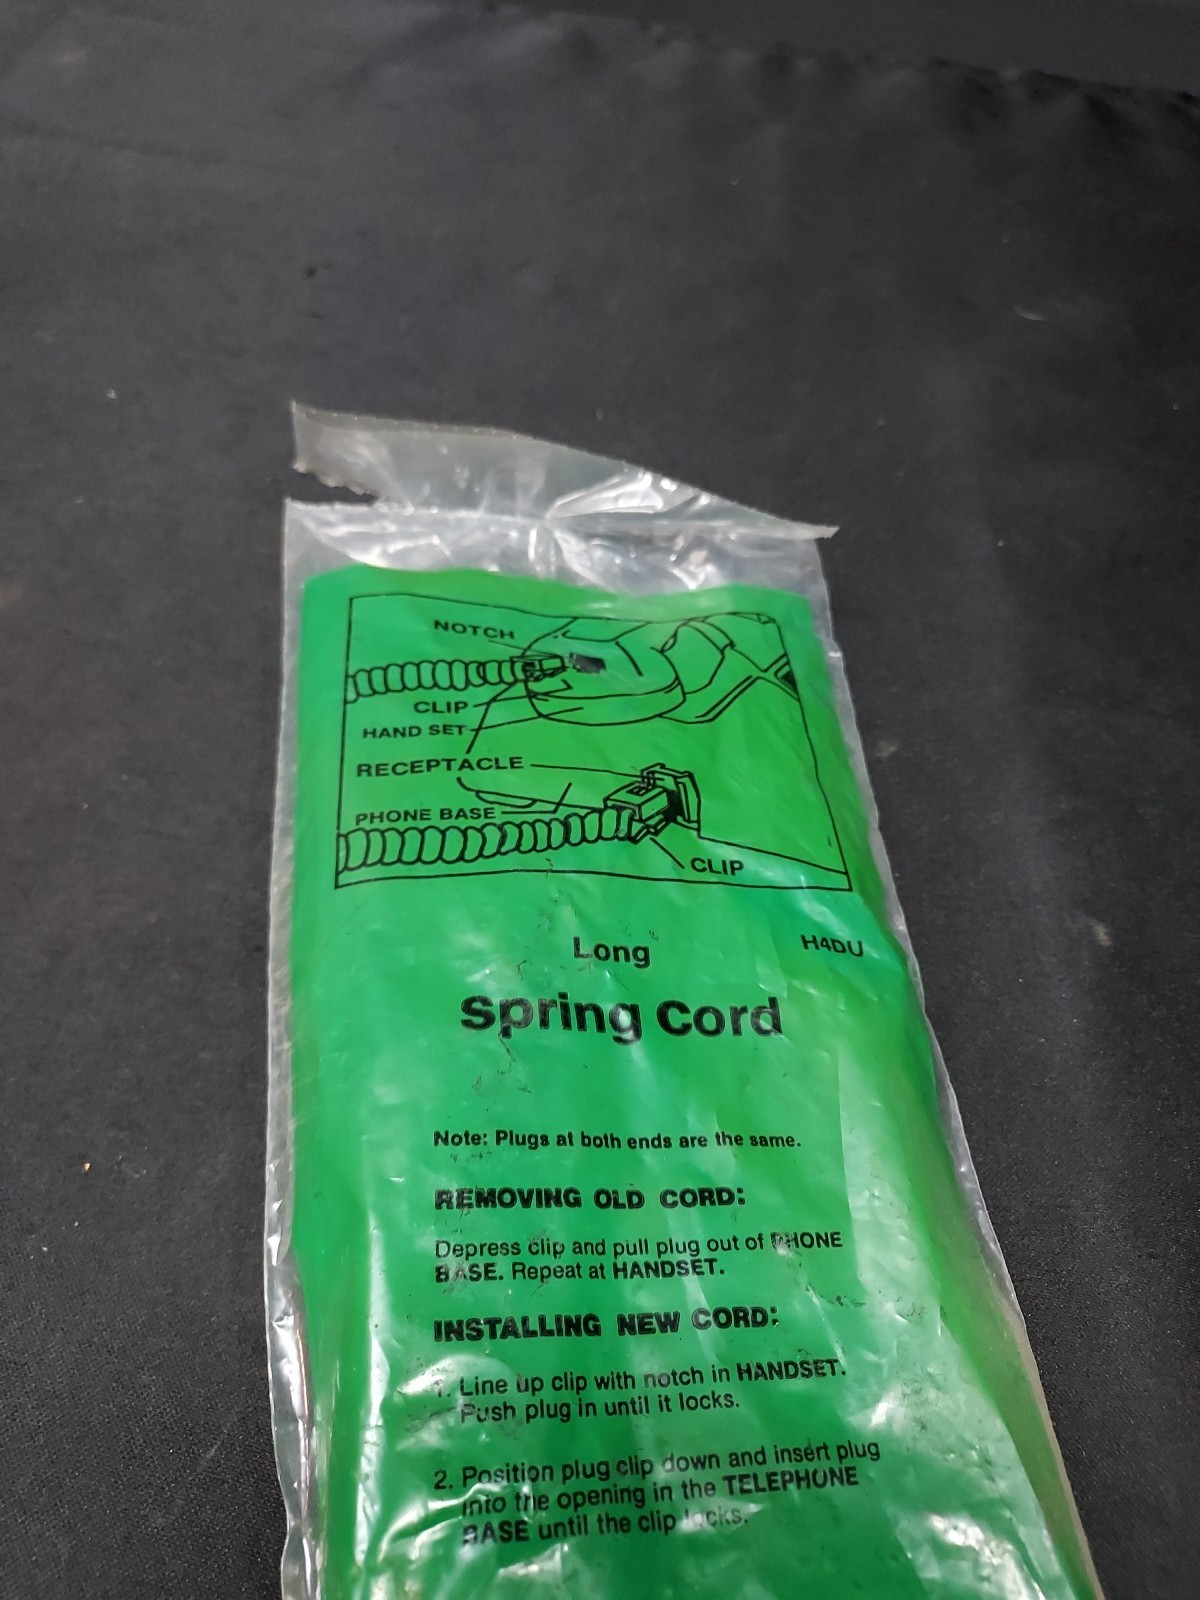 NOTCH
CLIP
HAND SET
RECEPTACLE
PHONE BASE
CLIP
Long
H4DU
Spring Cord
Note: Plugs at both ends are the same.
REMOVING OLD CORD:
Depress clip and pull plug out of PHONE
BASE. Repeat at HANDSET.
INSTALLING NEW CORD:
1. Line up clip with notch in HANDSET.
Push plug in until it locks.
2. Position plug clip down and insert plug
into the opening in the TELEPHONE
BASE until the clip locks.